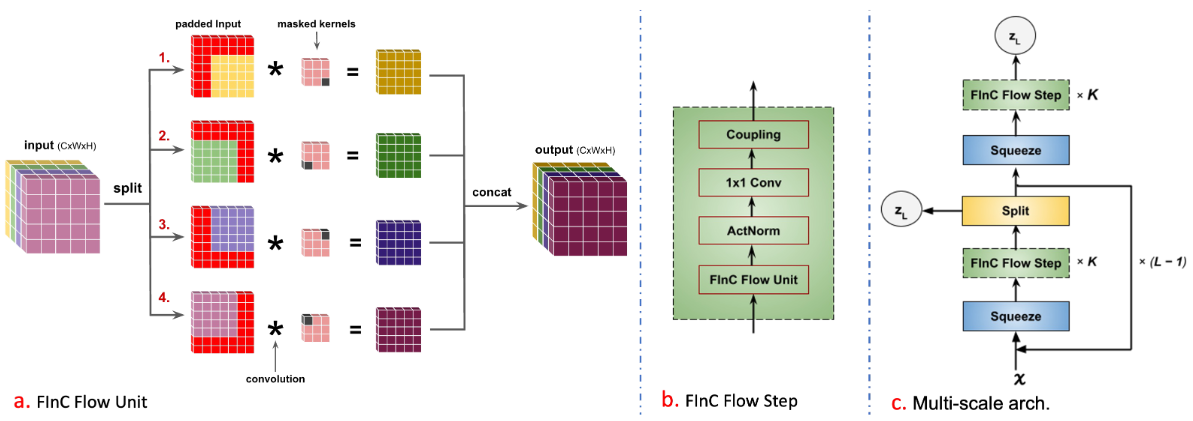 padded Input
masked kernels
1.
* =
2.
* =
input (CxWxH)
split
output (CxWxH)
concat
3.
* =
4.
* =
convolution
a. FInC Flow Unit
Coupling
1x1 Conv
ActNorm
FInC Flow Unit
b. FInC Flow Step
zL
FInC Flow Step × K
Squeeze
zL
Split
FInC Flow Step × K
× (L − 1)
Squeeze
x
c. Multi-scale arch.